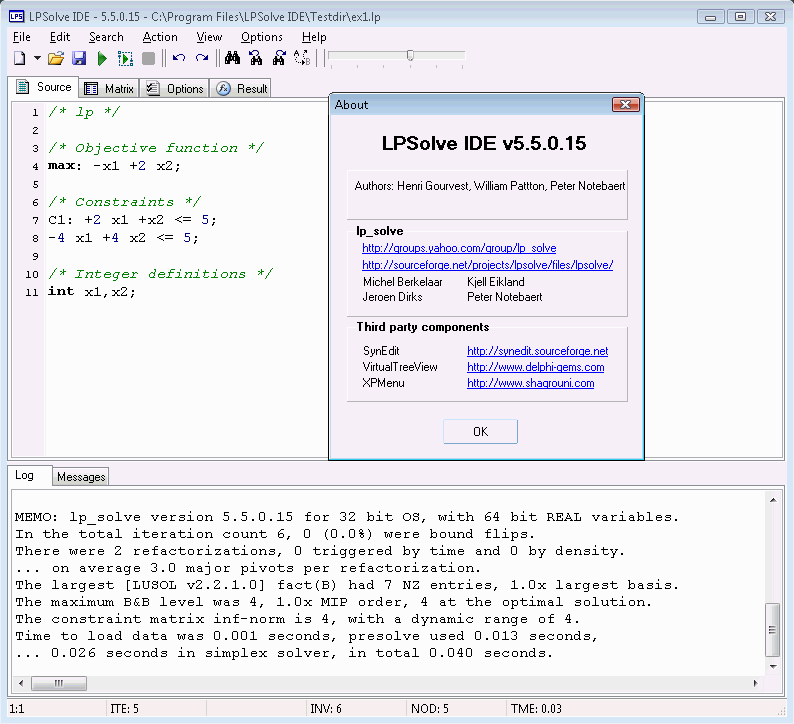 LPSolve IDE - 5.5.0.15 - C:\Program Files\LPSolve IDE\Testdir\ex1.lp
File Edit Search Action View Options Help
Source Matrix Options Result
1 /* lp */
2
3 /* Objective function */
4 max: -x1 +2 x2;
5
6 /* Constraints */
7 C1: +2 x1 +x2 <= 5;
8 -4 x1 +4 x2 <= 5;
9
10 /* Integer definitions */
11 int x1,x2;
About
LPSolve IDE v5.5.0.15
Authors: Henri Gourvest, William Pattton, Peter Notebaert
lp_solve
http://groups.yahoo.com/group/lp_solve
http://sourceforge.net/projects/lpsolve/files/lpsolve/
Michel Berkelaar Kjell Eikland
Jeroen Dirks Peter Notebaert
Third party components
SynEdit http://synedit.sourceforge.net
VirtualTreeView http://www.delphi-gems.com
XPMenu http://www.shagrouni.com
OK
Log Messages
MEMO: lp_solve version 5.5.0.15 for 32 bit OS, with 64 bit REAL variables.
In the total iteration count 6, 0 (0.0%) were bound flips.
There were 2 refactorizations, 0 triggered by time and 0 by density.
... on average 3.0 major pivots per refactorization.
The largest [LUSOL v2.2.1.0] fact(B) had 7 NZ entries, 1.0x largest basis.
The maximum B&B level was 4, 1.0x MIP order, 4 at the optimal solution.
The constraint matrix inf-norm is 4, with a dynamic range of 4.
Time to load data was 0.001 seconds, presolve used 0.013 seconds,
... 0.026 seconds in simplex solver, in total 0.040 seconds.
1:1 ITE: 5 INV: 6 NOD: 5 TME: 0.03